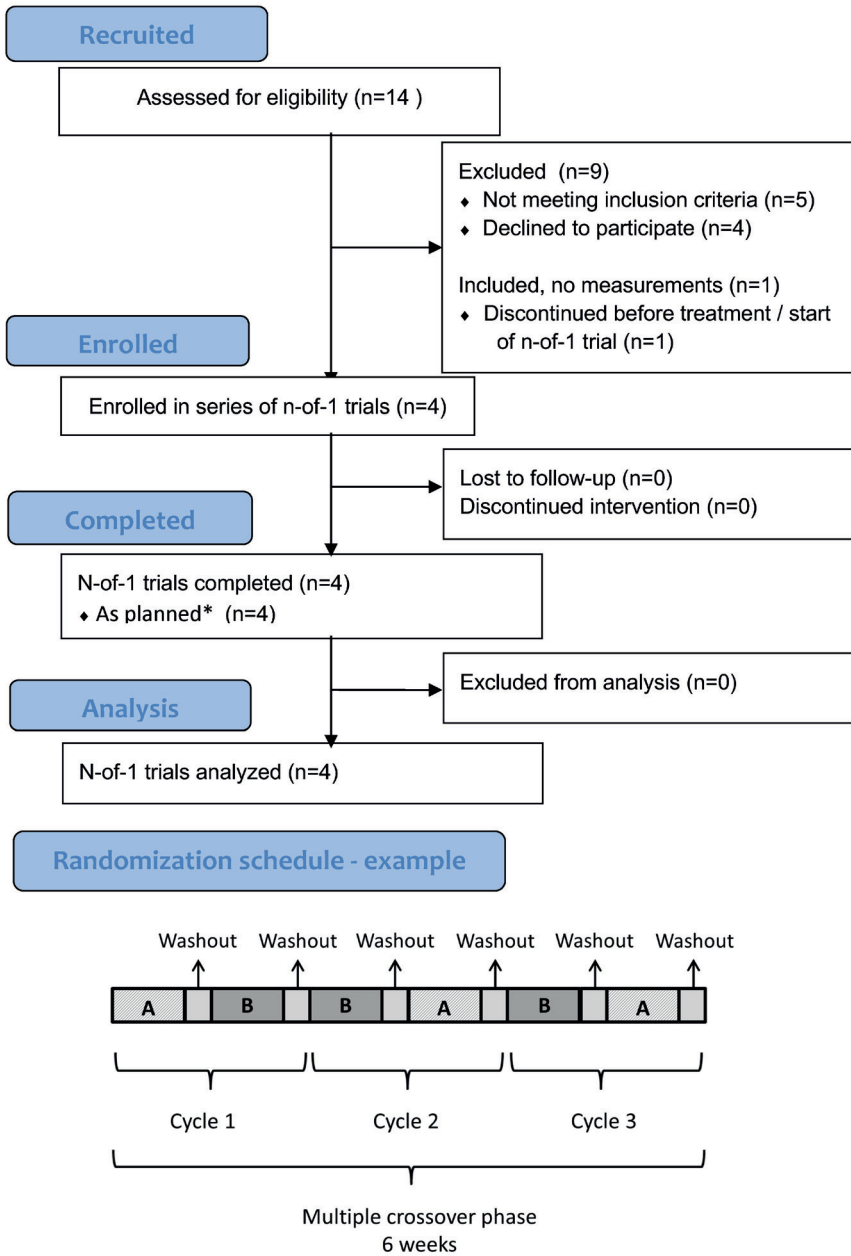 Recruited
Assessed for eligibility (n=14 )
Excluded (n=9)
♦ Not meeting inclusion criteria (n=5)
♦ Declined to participate (n=4)
Included, no measurements (n=1)
♦ Discontinued before treatment / start
of n-of-1 trial (n=1)
Enrolled
Enrolled in series of n-of-1 trials (n=4)
Lost to follow-up (n=0)
Discontinued intervention (n=0)
Completed
N-of-1 trials completed (n=4)
♦ As planned* (n=4)
Excluded from analysis (n=0)
Analysis
N-of-1 trials analyzed (n=4)
Randomization schedule - example
Washout Washout Washout Washout Washout Washout
A B B A B A
Cycle 1 Cycle 2 Cycle 3
Multiple crossover phase
6 weeks